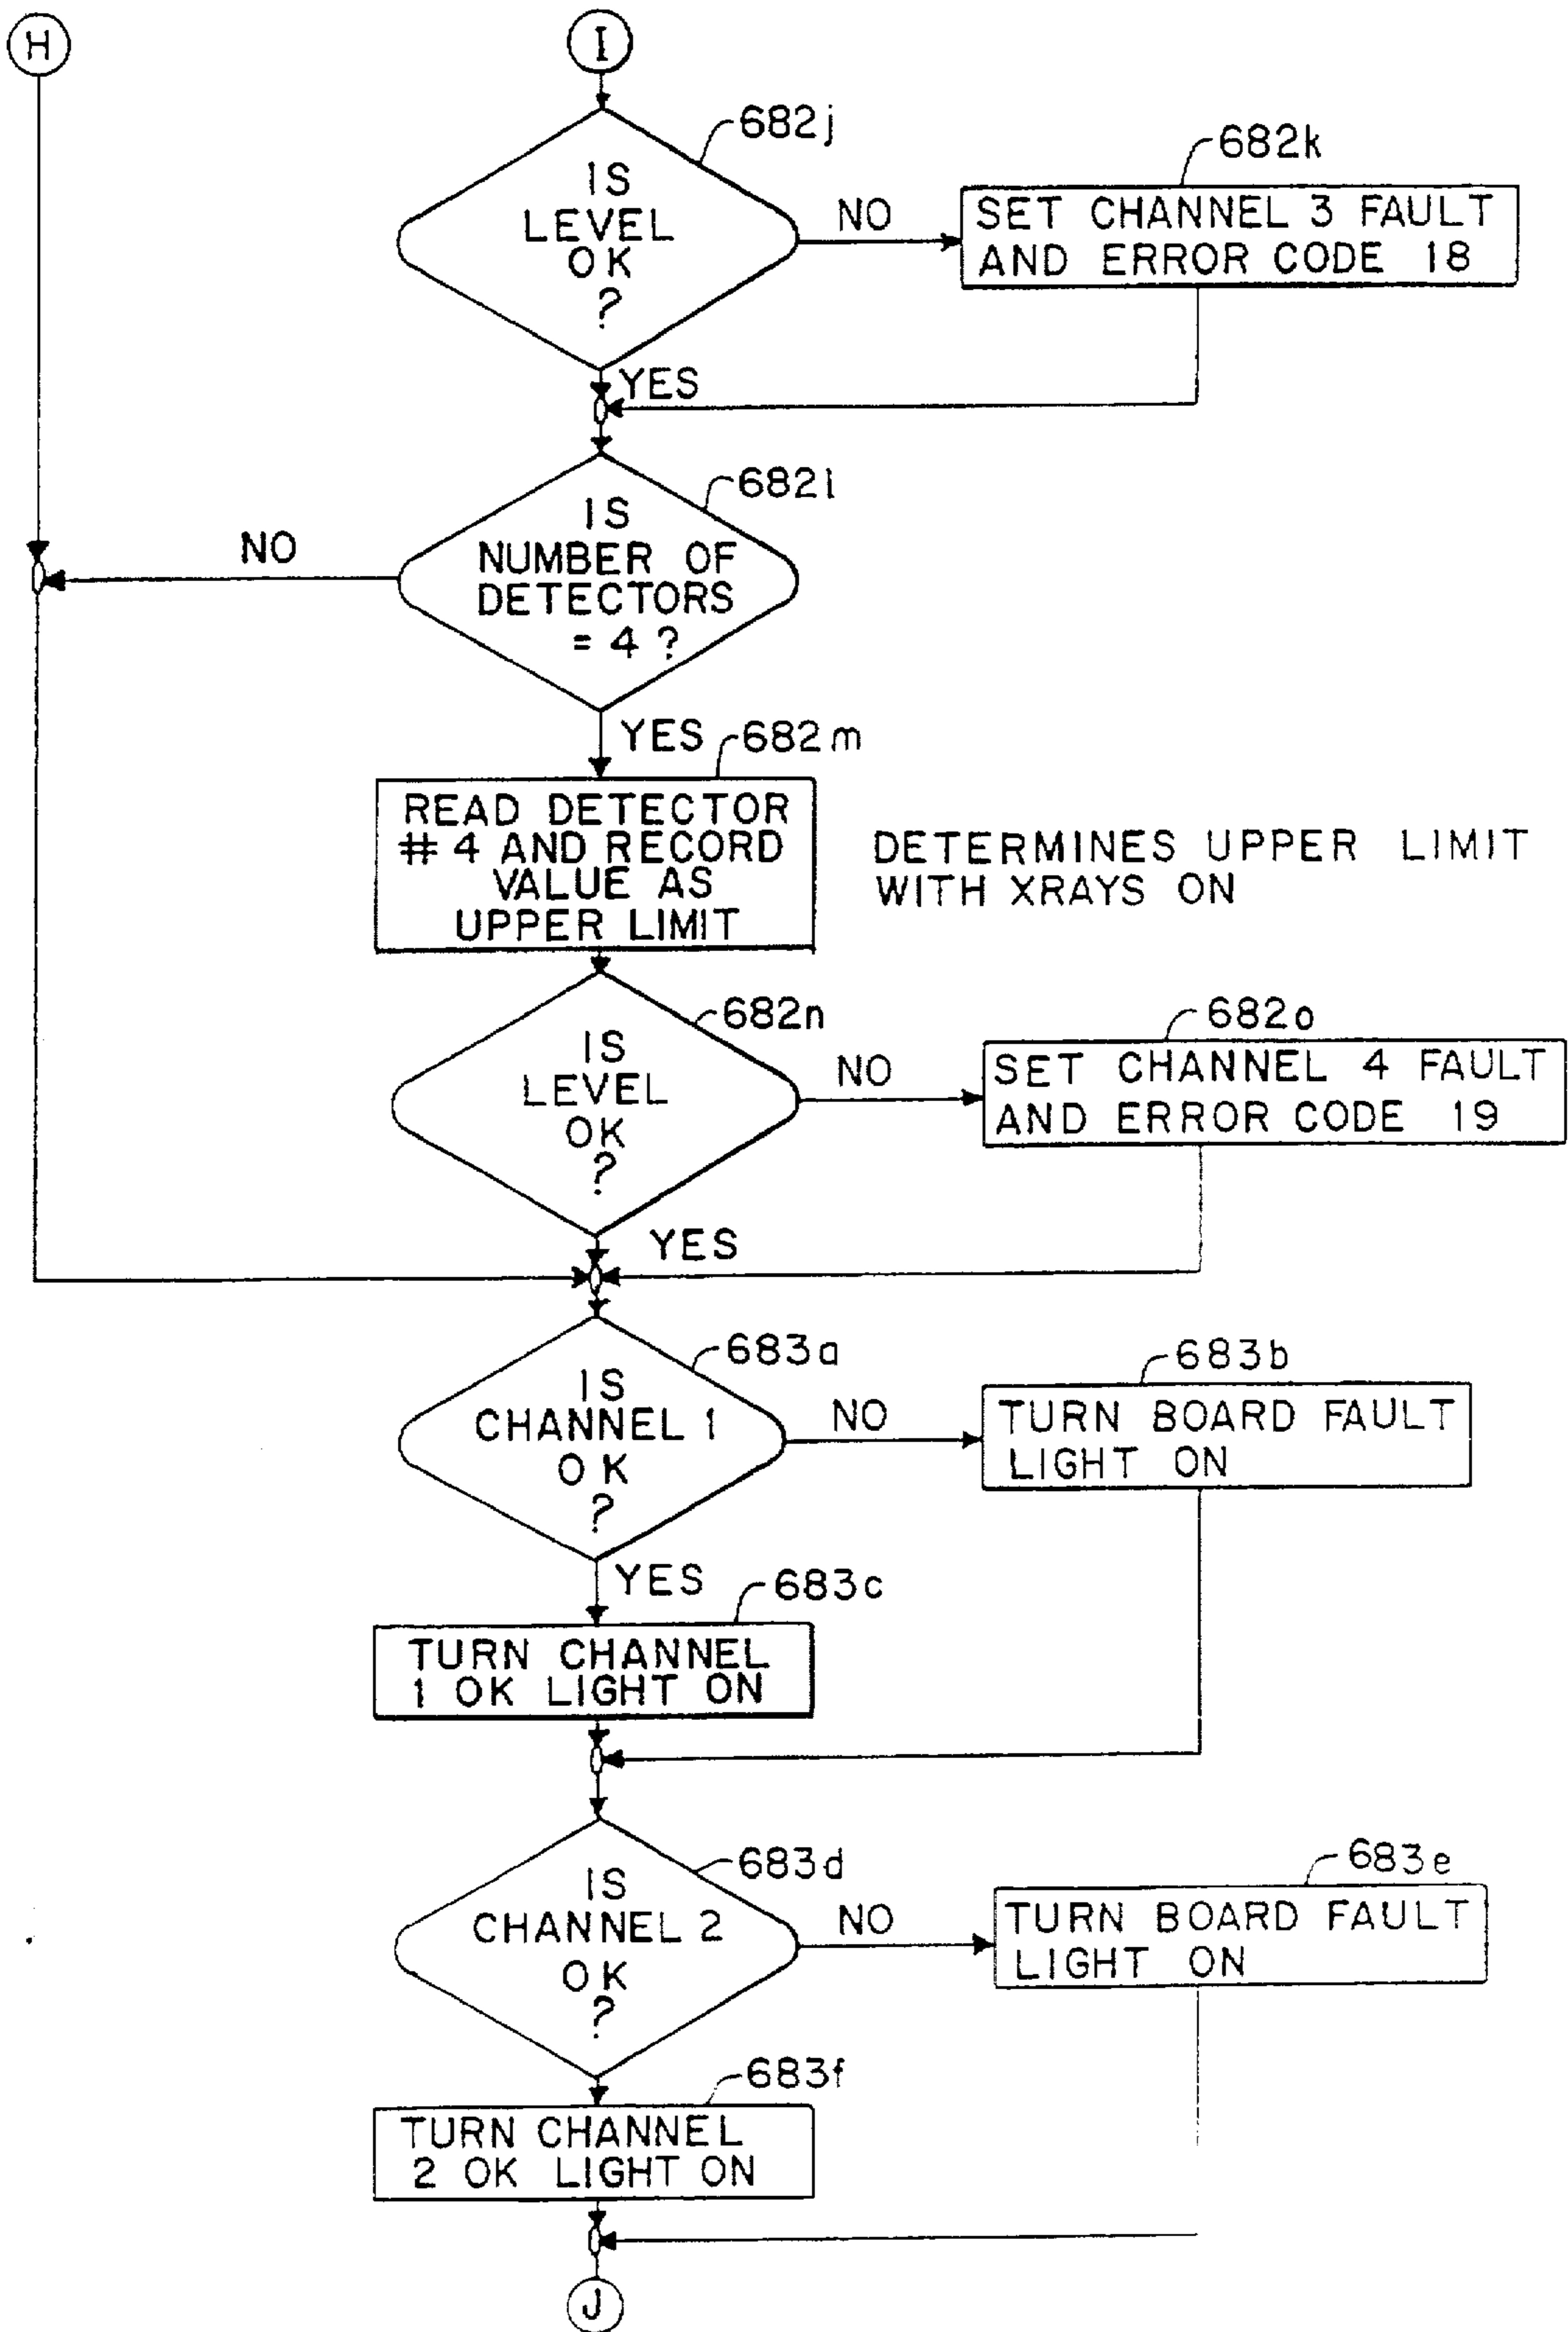 H
I
682j
IS
LEVEL
OK
?
NO
682k
SET CHANNEL 3 FAULT
AND ERROR CODE 18
YES
682l
IS
NUMBER OF
DETECTORS
= 4 ?
NO
YES
682m
READ DETECTOR
# 4 AND RECORD
VALUE AS
UPPER LIMIT
DETERMINES UPPER LIMIT
WITH XRAYS ON
682n
IS
LEVEL
OK
?
NO
682o
SET CHANNEL 4 FAULT
AND ERROR CODE 19
YES
683a
IS
CHANNEL 1
OK
?
NO
683b
TURN BOARD FAULT
LIGHT ON
YES
683c
TURN CHANNEL
1 OK LIGHT ON
683d
IS
CHANNEL 2
OK
?
NO
683e
TURN BOARD FAULT
LIGHT ON
683f
TURN CHANNEL
2 OK LIGHT ON
J